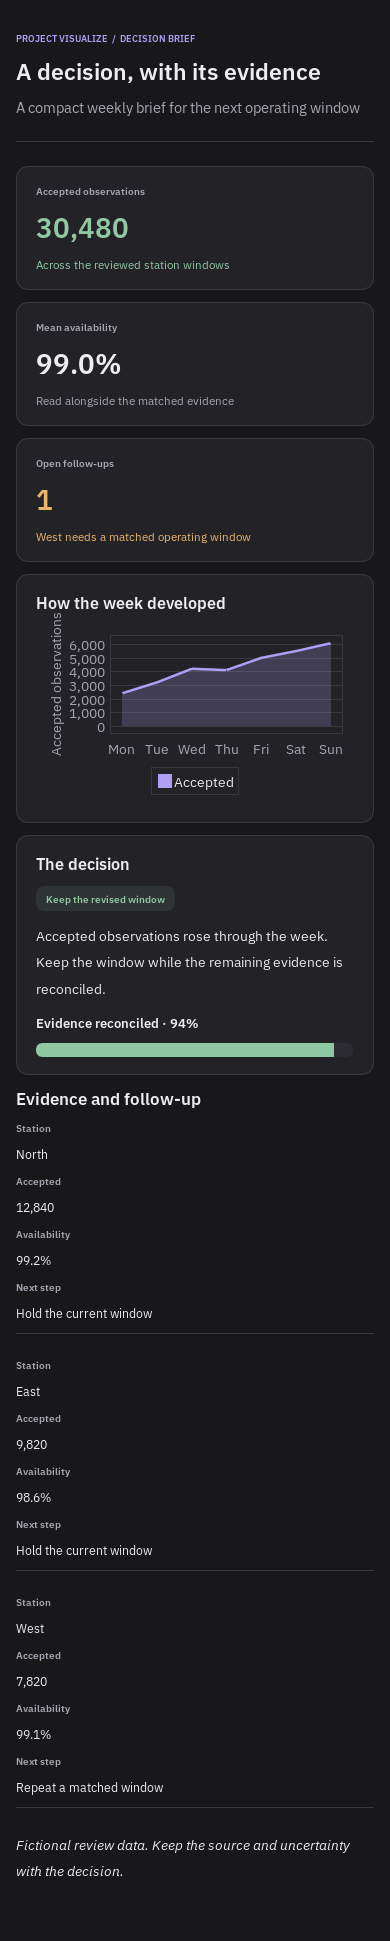 PROJECT VISUALIZE / DECISION BRIEF
A decision, with its evidence
A compact weekly brief for the next operating window
Accepted observations
30,480
Across the reviewed station windows
Mean availability
99.0%
Read alongside the matched evidence
Open follow-ups
1
West needs a matched operating window
How the week developed
Accepted observations
6,000
5,000
4,000
3,000
2,000
1,000
0
Mon Tue Wed Thu Fri Sat Sun
Accepted
The decision
Keep the revised window
Accepted observations rose through the week.
Keep the window while the remaining evidence is
reconciled.
Evidence reconciled · 94%
Evidence and follow-up
Station
North
Accepted
12,840
Availability
99.2%
Next step
Hold the current window
Station
East
Accepted
9,820
Availability
98.6%
Next step
Hold the current window
Station
West
Accepted
7,820
Availability
99.1%
Next step
Repeat a matched window
Fictional review data. Keep the source and uncertainty
with the decision.